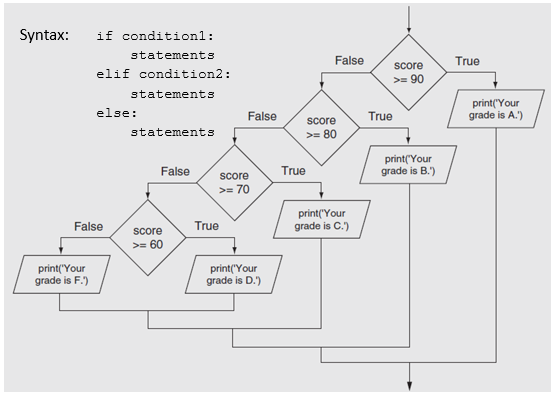 Syntax:
if condition1:
statements
elif condition2:
statements
else:
statements
False
score
>= 90
True
print('Your
grade is A.')
False
score
>= 80
True
print('Your
grade is B.')
False
score
>= 70
True
print('Your
grade is C.')
False
score
>= 60
True
print('Your
grade is F.')
print('Your
grade is D.')